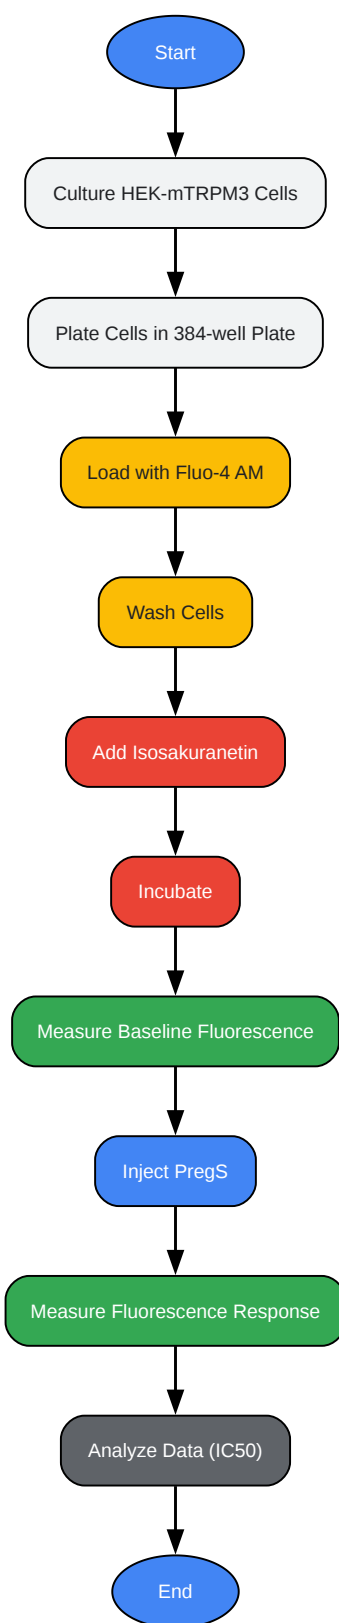 Start
Culture HEK-mTRPM3 Cells
Plate Cells in 384-well Plate
Load with Fluo-4 AM
Wash Cells
Add Isosakuranetin
Incubate
Measure Baseline Fluorescence
Inject PregS
Measure Fluorescence Response
Analyze Data (IC50)
End